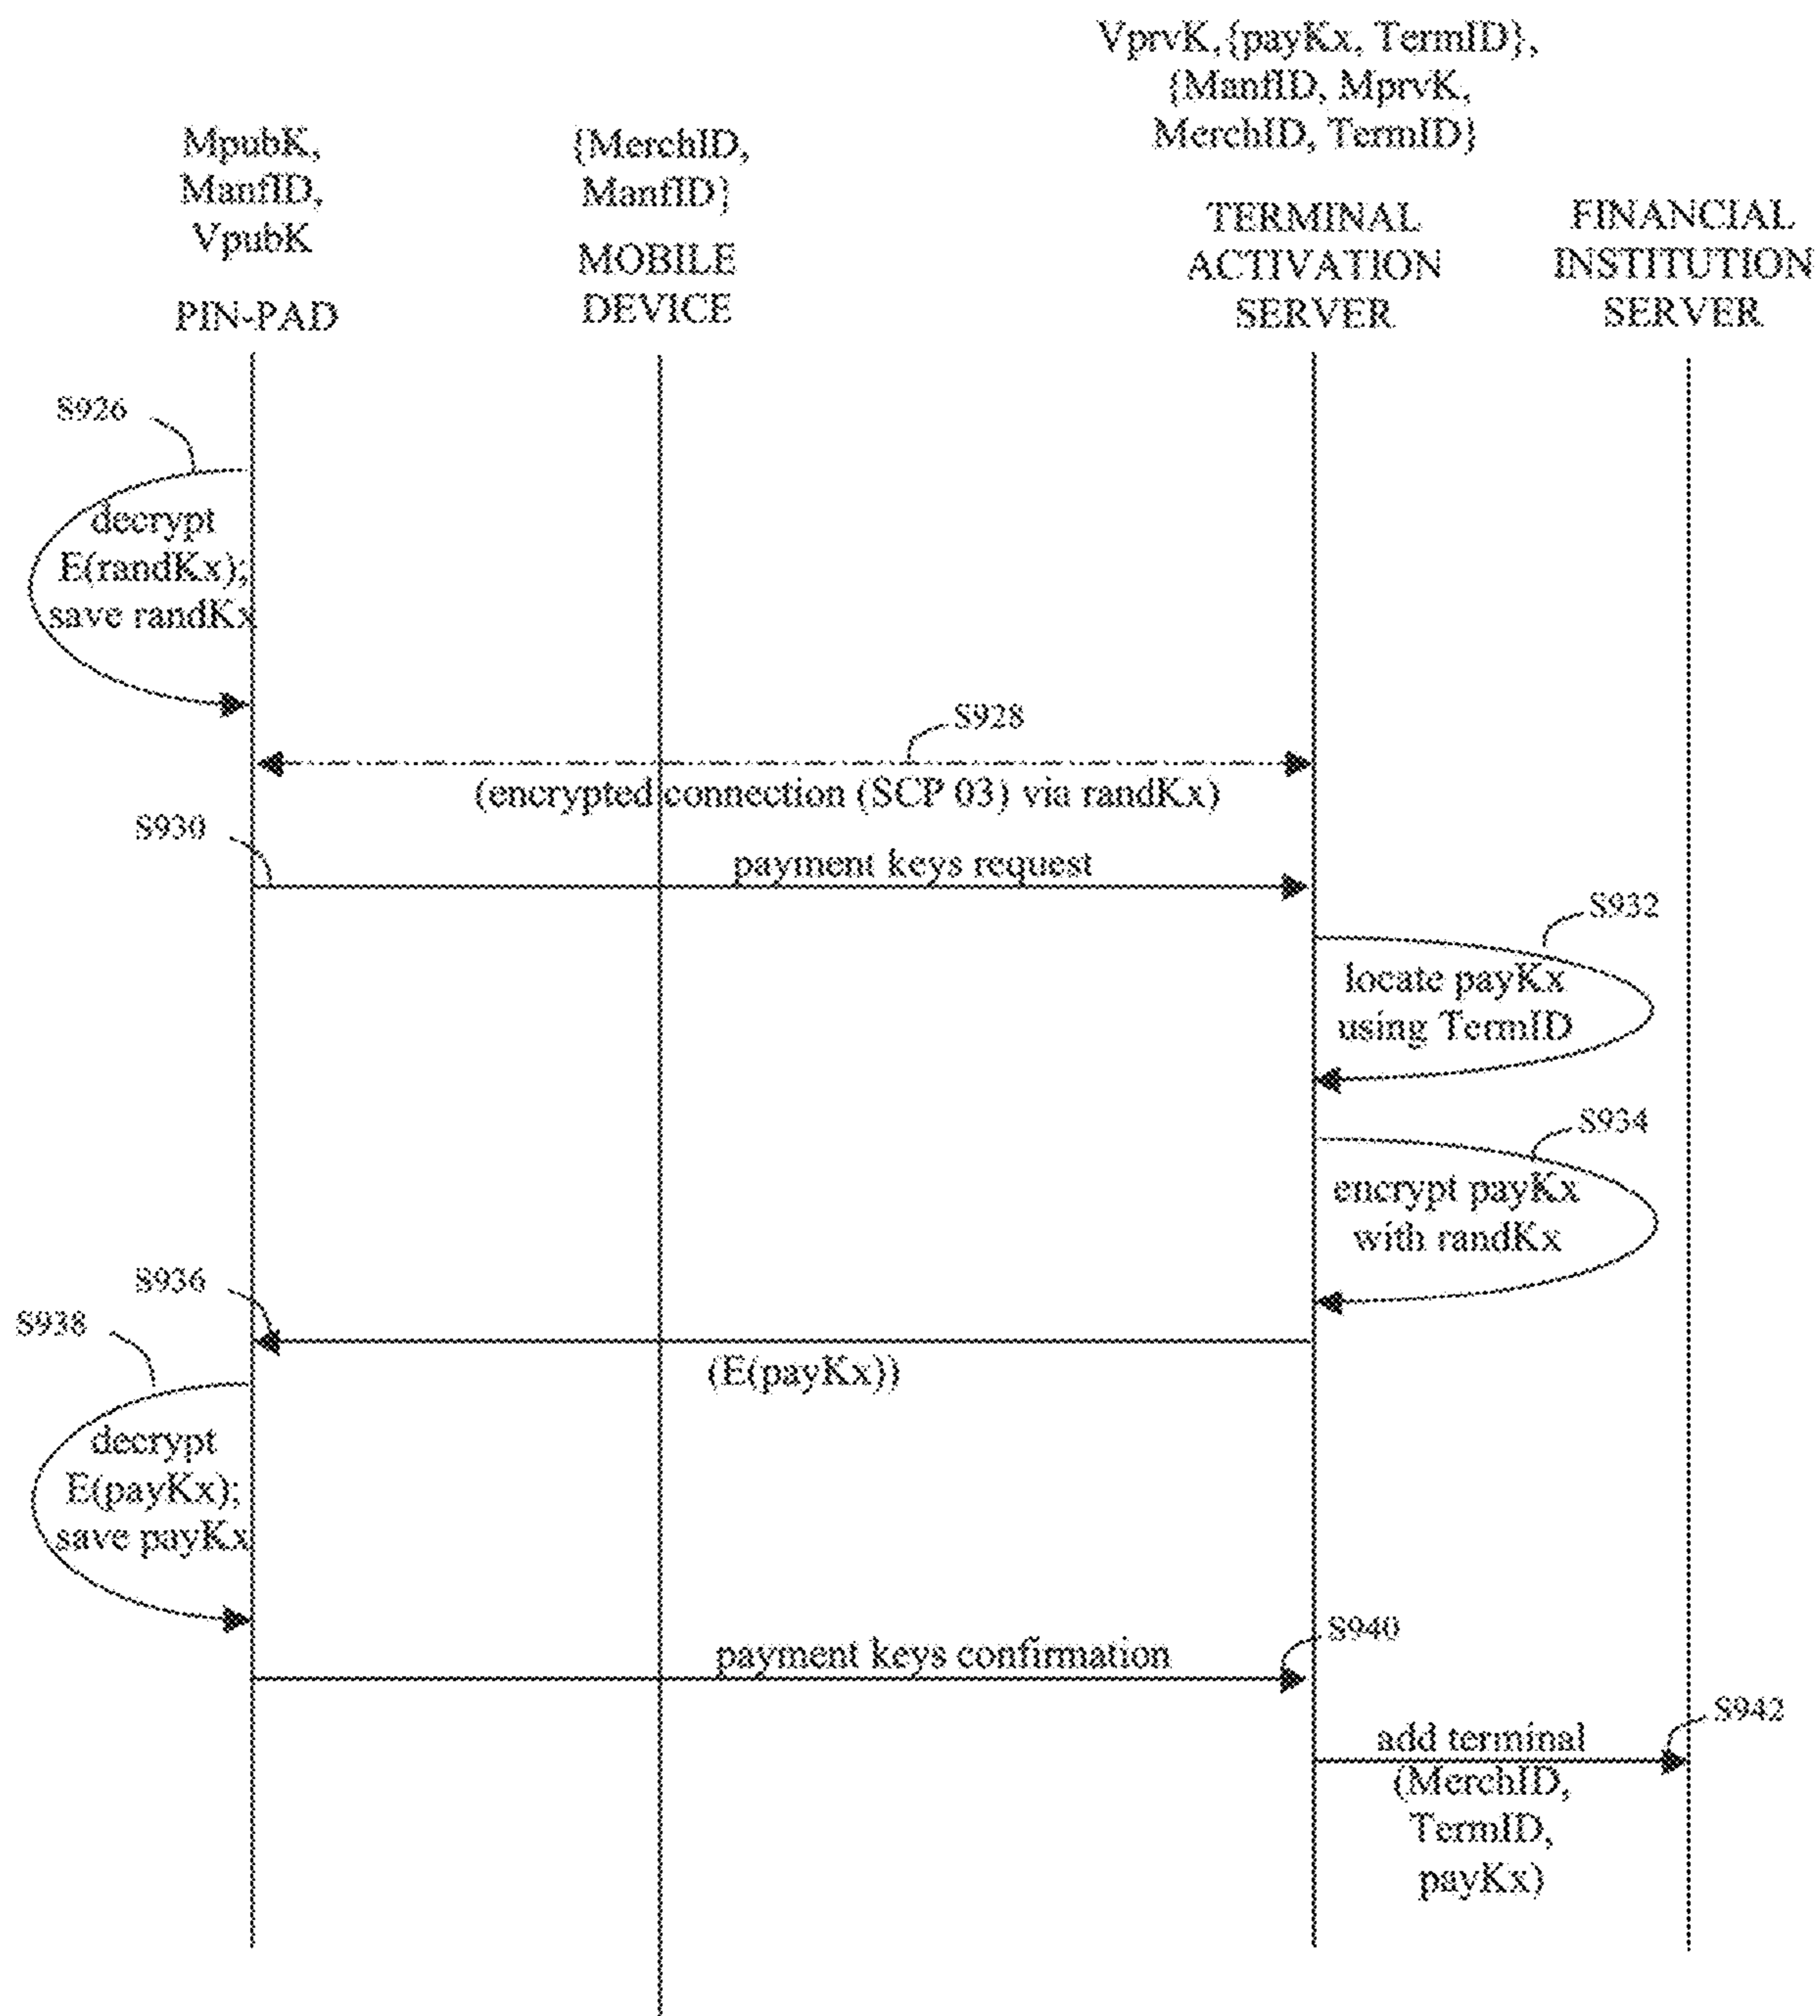 VprvK,{payKx, TermID},
{ManfID, MprvK,
MerchID, TermID}
MpubK,
ManfID,
VpubK
{MerchID,
ManfID}
PIN-PAD
MOBILE
DEVICE
TERMINAL
ACTIVATION
SERVER
FINANCIAL
INSTITUTION
SERVER
S926
decrypt
E(randKx);
save randKx
S928
(encrypted connection (SCP 03) via randKx)
S930
payment keys request
S932
locate payKx
using TermID
S934
encrypt payKx
with randKx
S936
(E(payKx))
S938
decrypt
E(payKx);
save payKx
payment keys confirmation
S940
S942
add terminal
(MerchID,
TermID,
payKx)